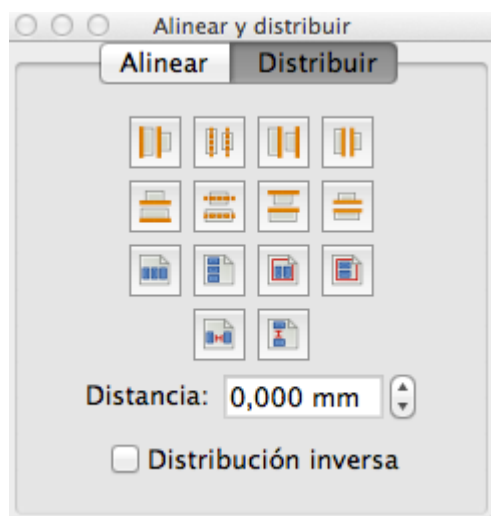 Alinear y distribuir
Alinear Distribuir
Distancia: 0,000 mm
Distribución inversa